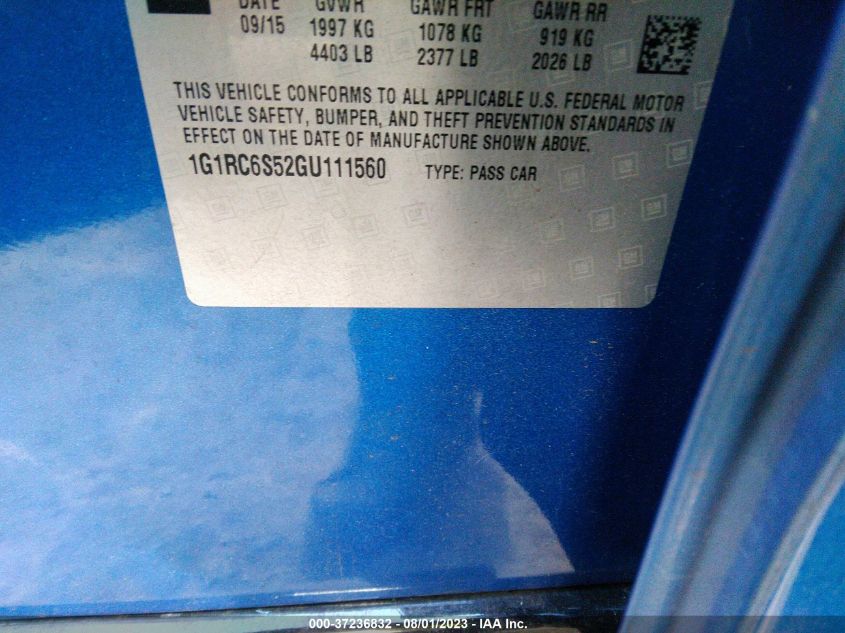 DATE GVWR GAWR FRT GAWR RR
09/15 1997 KG 1078 KG 919 KG
4403 LB 2377 LB 2026 LB
THIS VEHICLE CONFORMS TO ALL APPLICABLE U.S. FEDERAL MOTOR
VEHICLE SAFETY, BUMPER, AND THEFT PREVENTION STANDARDS IN
EFFECT ON THE DATE OF MANUFACTURE SHOWN ABOVE.
1G1RC6S52GU111560 TYPE: PASS CAR
000-37236832 - 08/01/2023 - IAA Inc.